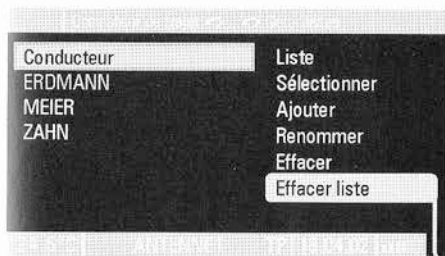 Conducteur
ERDMANN
MEIER
ZAHN
Liste
Sélectionner
Ajouter
Renommer
Effacer
Effacer liste